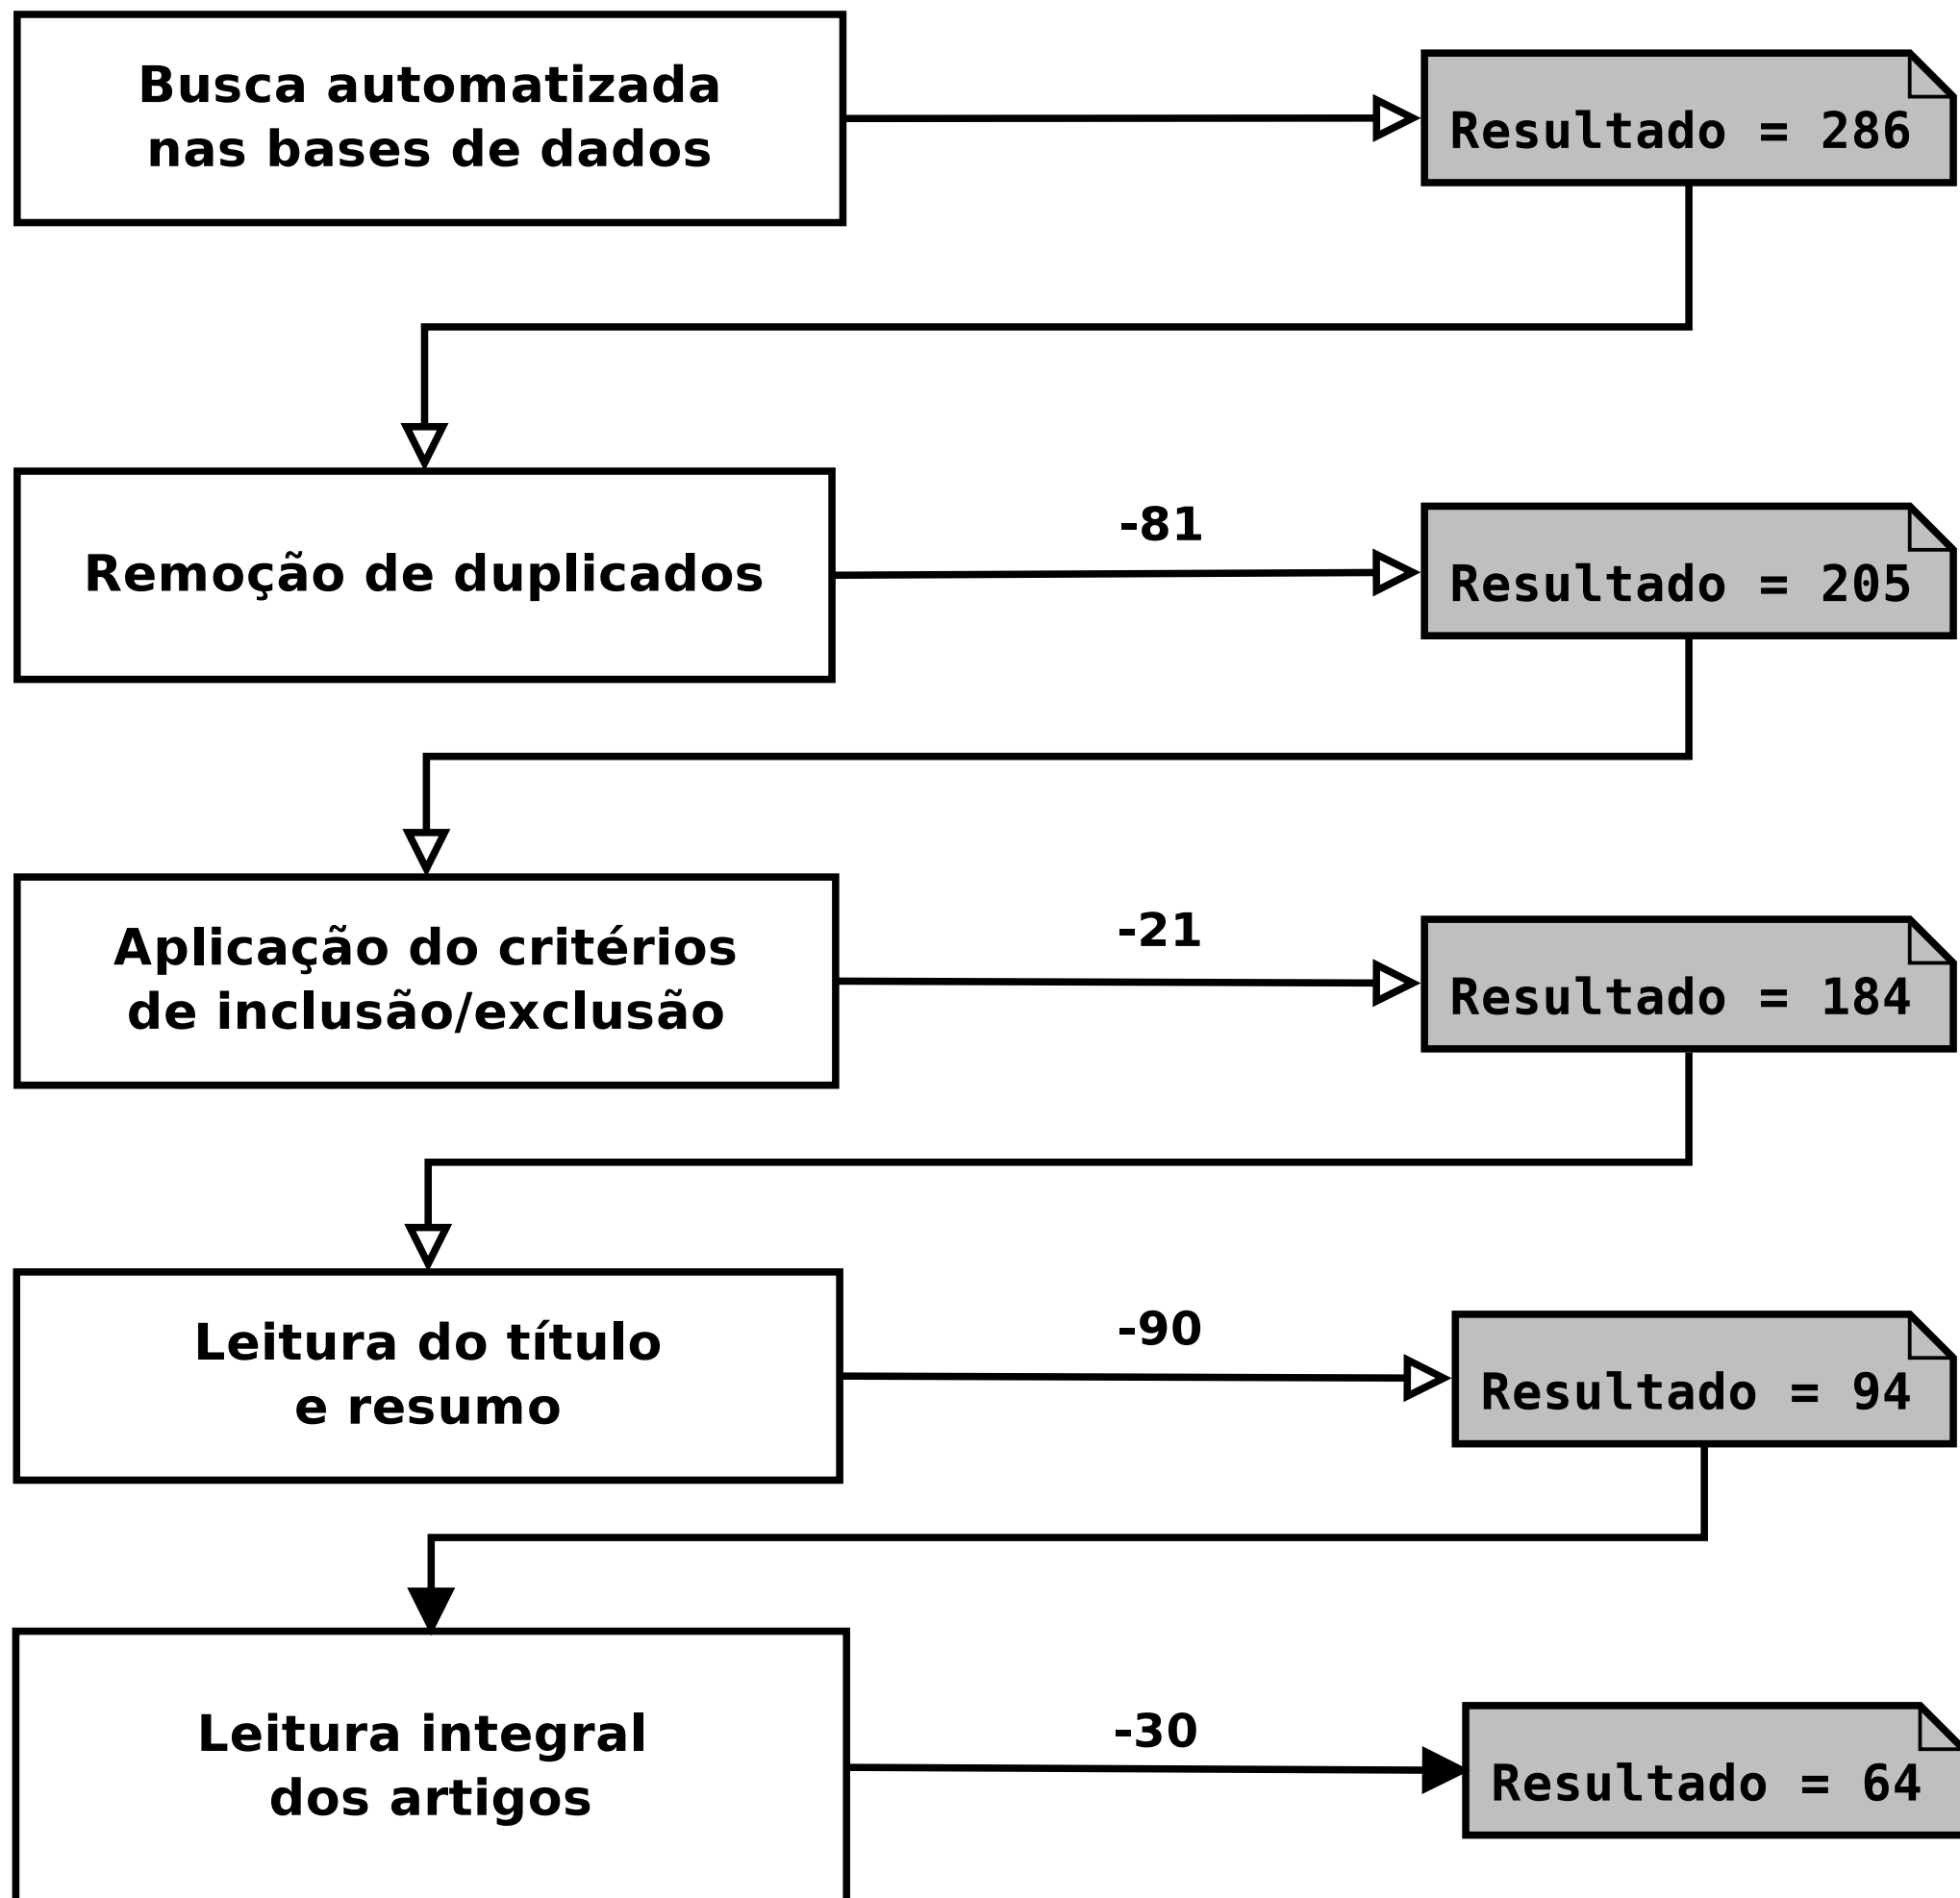 Busca automatizada
nas bases de dados
Resultado = 286
Remoção de duplicados
-81
Resultado = 205
Aplicação do critérios
de inclusão/exclusão
-21
Resultado = 184
Leitura do título
e resumo
-90
Resultado = 94
Leitura integral
dos artigos
-30
Resultado = 64